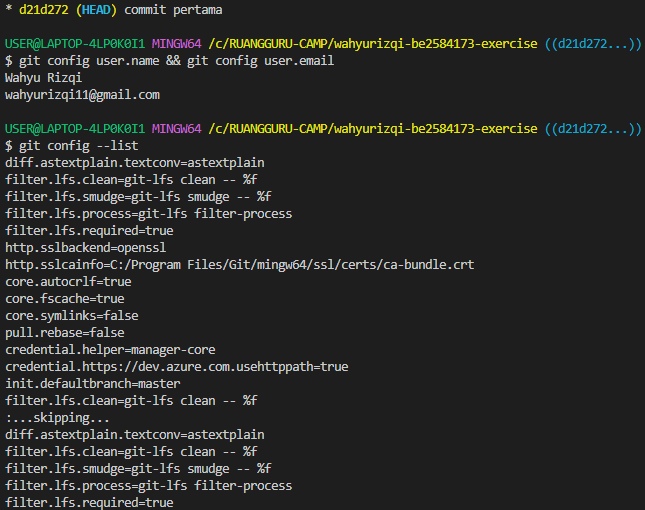 * d21d272 (HEAD) commit pertama
USER@LAPTOP-4LP0K0I1 MINGW64 /c/RUANGGURU-CAMP/wahyurizqi-be2584173-exercise ((d21d272...))
$ git config user.name && git config user.email
Wahyu Rizqi
wahyurizqi11@gmail.com
USER@LAPTOP-4LP0K0I1 MINGW64 /c/RUANGGURU-CAMP/wahyurizqi-be2584173-exercise ((d21d272...))
$ git config --list
diff.astextplain.textconv=astextplain
filter.lfs.clean=git-lfs clean -- %f
filter.lfs.smudge=git-lfs smudge -- %f
filter.lfs.process=git-lfs filter-process
filter.lfs.required=true
http.sslbackend=openssl
http.sslcainfo=C:/Program Files/Git/mingw64/ssl/certs/ca-bundle.crt
core.autocrlf=true
core.fscache=true
core.symlinks=false
pull.rebase=false
credential.helper=manager-core
credential.https://dev.azure.com.usehttppath=true
init.defaultbranch=master
filter.lfs.clean=git-lfs clean -- %f
:...skipping...
diff.astextplain.textconv=astextplain
filter.lfs.clean=git-lfs clean -- %f
filter.lfs.smudge=git-lfs smudge -- %f
filter.lfs.process=git-lfs filter-process
filter.lfs.required=true